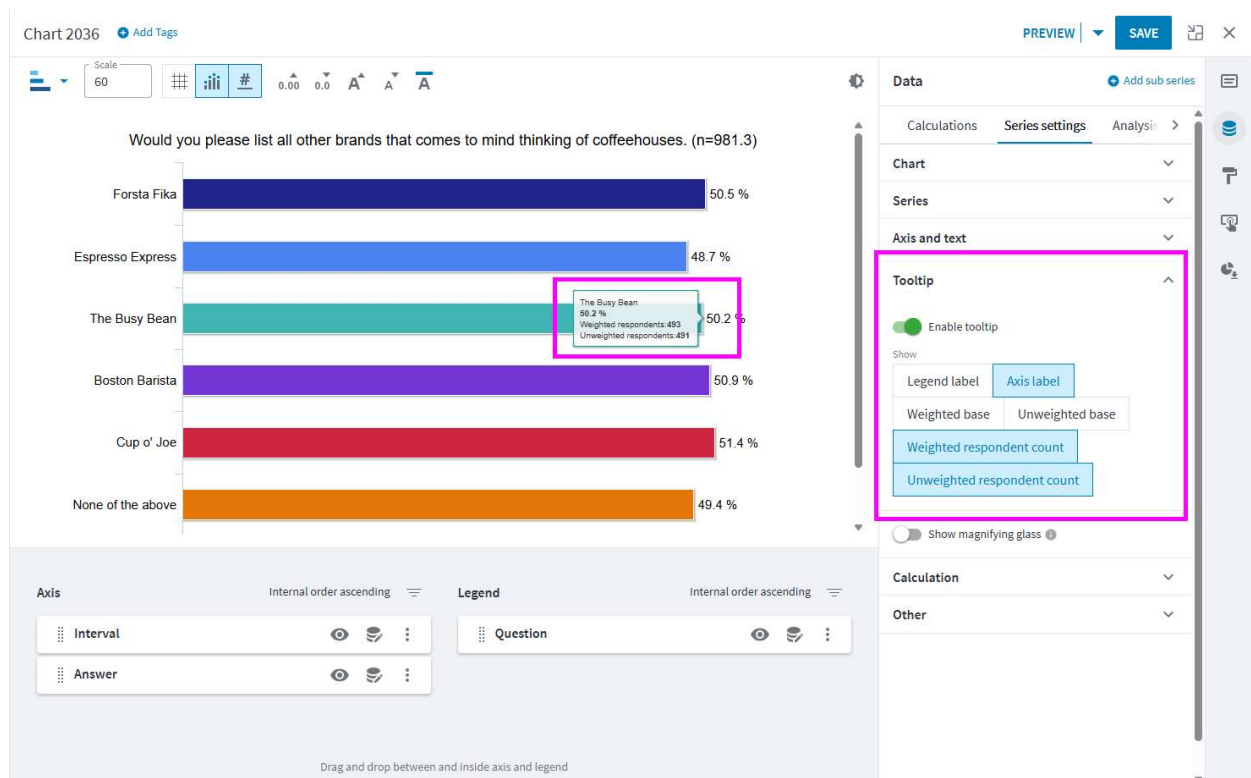 Chart 2036 Add Tags PREVIEW SAVE
Scale
60 # 0.00 0.0 A A A
Data Add sub series
Calculations Series settings Analysis
Would you please list all other brands that comes to mind thinking of coffeehouses. (n=981.3)
Forsta Fika 50.5 %
Espresso Express 48.7 %
The Busy Bean 50.2 %
The Busy Bean
50.2 %
Weighted respondents:493
Unweighted respondents:491
Boston Barista 50.9 %
Cup o' Joe 51.4 %
None of the above 49.4 %
Chart
Series
Axis and text
Tooltip
Enable tooltip
Show
Legend label Axis label
Weighted base Unweighted base
Weighted respondent count
Unweighted respondent count
Show magnifying glass
Calculation
Other
Axis Internal order ascending Legend Internal order ascending
Interval Question
Answer
Drag and drop between and inside axis and legend